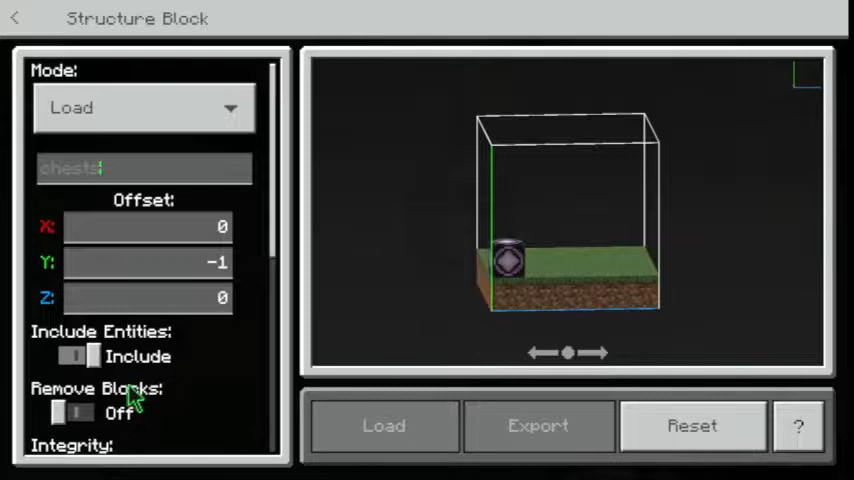 Structure Block
Mode:
Load
chests
Offset:
X: 0
Y: -1
Z: 0
Include Entities:
Include
Remove Blocks:
Off
Integrity:
Load
Export
Reset
?